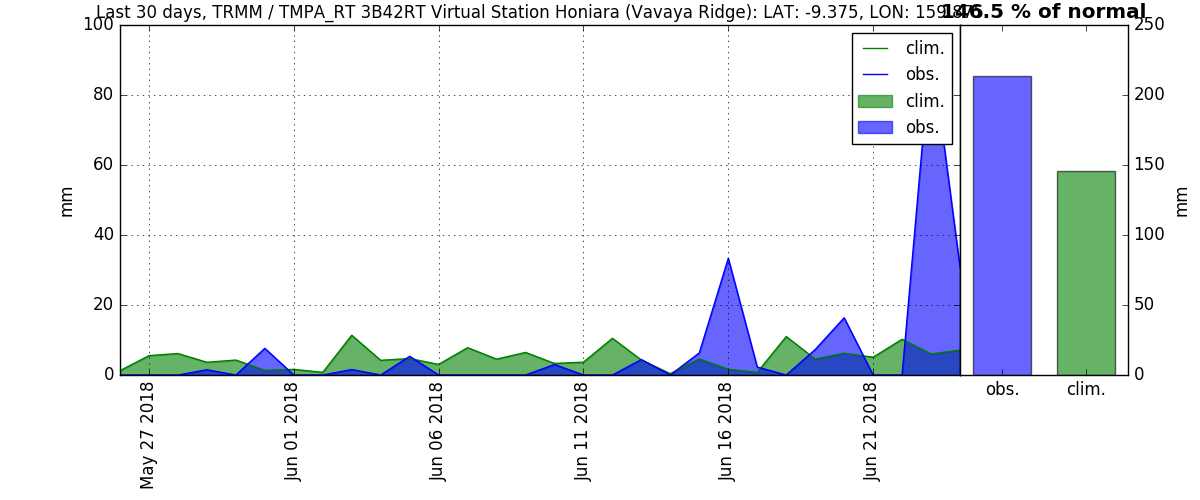 Last 30 days, TRMM / TMPA_RT 3B42RT Virtual Station Honiara (Vavaya Ridge): LAT: -9.375, LON:
146.5 % of normal
100
80
60
40
20
0
mm
clim.
obs.
clim.
obs.
250
200
150
100
50
0
mm
obs.
clim.
May 27 2018
Jun 01 2018
Jun 06 2018
Jun 11 2018
Jun 16 2018
Jun 21 2018